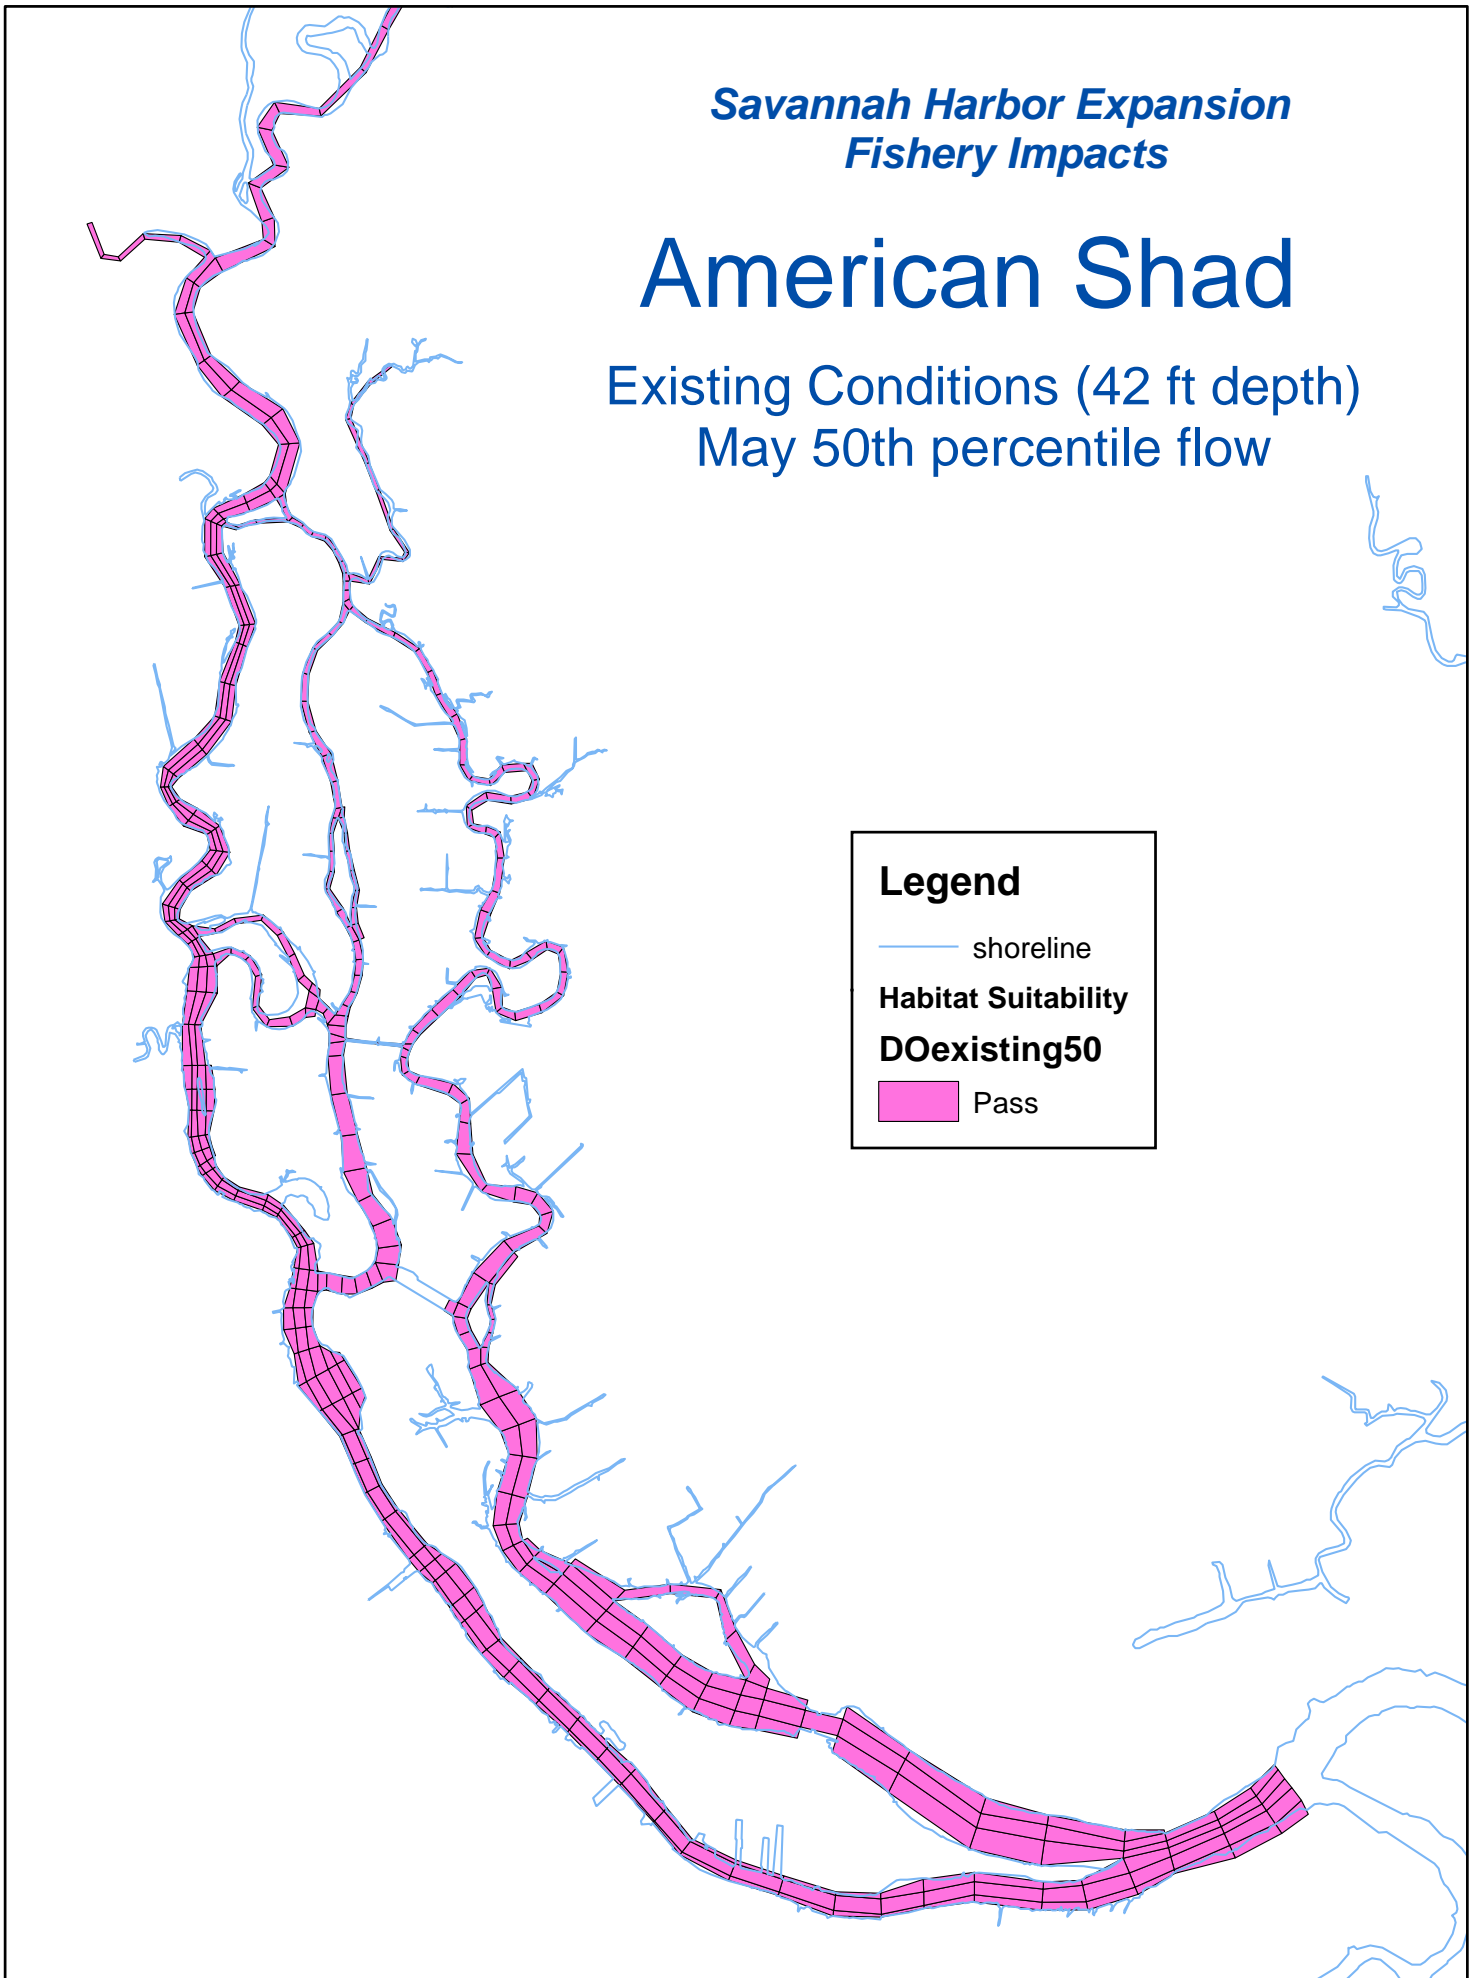 Savannah Harbor Expansion
Fishery Impacts
American Shad
Existing Conditions (42 ft depth)
May 50th percentile flow
Legend
shoreline
Habitat Suitability
DOexisting50
Pass